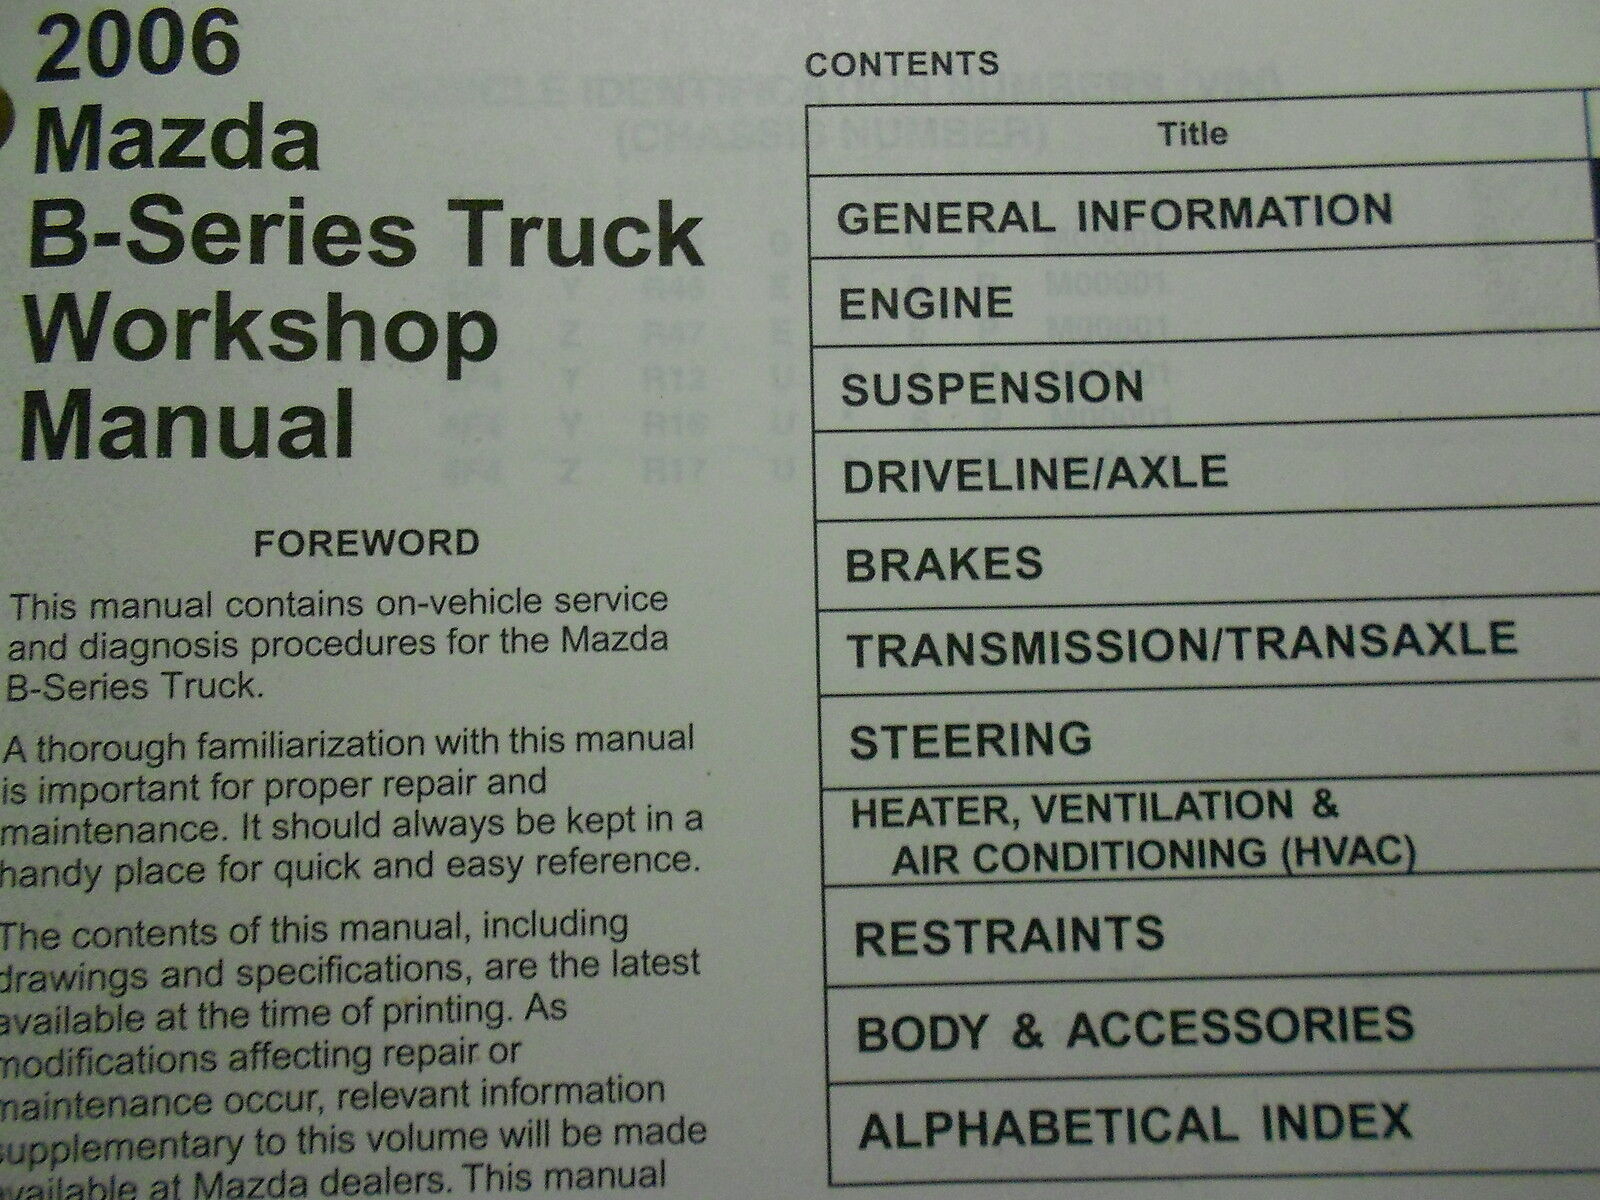 2006
Mazda
B-Series Truck
Workshop
Manual
FOREWORD
This manual contains on-vehicle service
and diagnosis procedures for the Mazda
B-Series Truck.
A thorough familiarization with this manual
is important for proper repair and
maintenance. It should always be kept in a
handy place for quick and easy reference.
The contents of this manual, including
drawings and specifications, are the latest
available at the time of printing. As
modifications affecting repair or
maintenance occur, relevant information
supplementary to this volume will be made
available at Mazda dealers. This manual
CONTENTS
Title
GENERAL INFORMATION
ENGINE
SUSPENSION
DRIVELINE/AXLE
BRAKES
TRANSMISSION/TRANSAXLE
STEERING
HEATER, VENTILATION &
AIR CONDITIONING (HVAC)
RESTRAINTS
BODY & ACCESSORIES
ALPHABETICAL INDEX